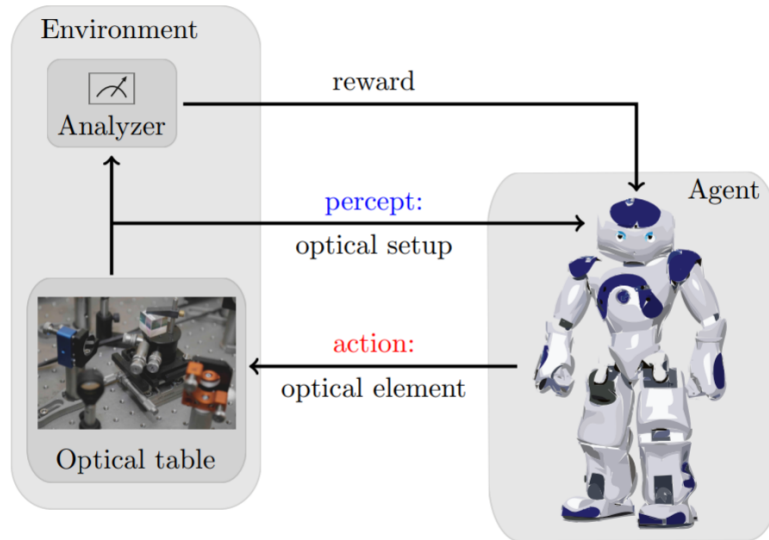 Environment
Analyzer
reward
Agent
percept:
optical setup
action:
optical element
Optical table